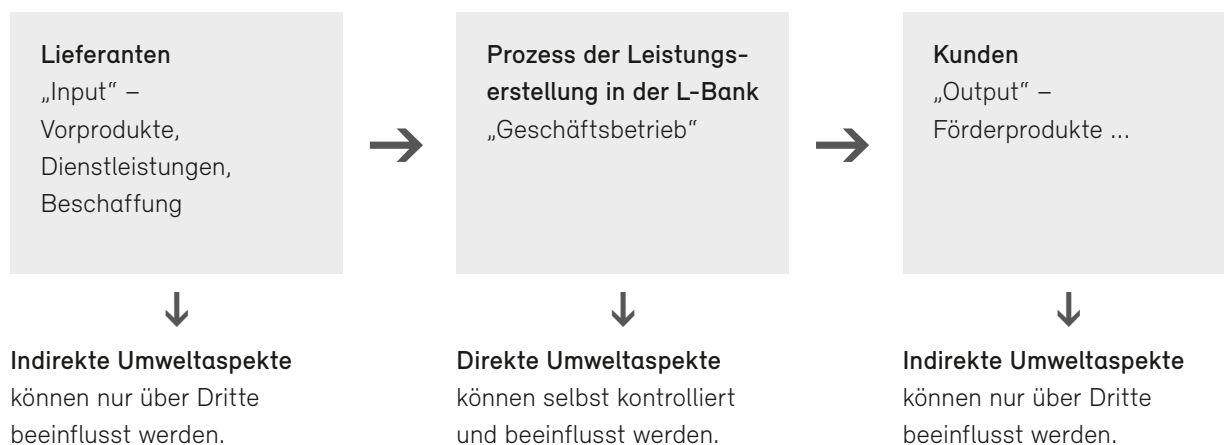 Lieferanten
„Input“ –
Vorprodukte,
Dienstleistungen,
Beschaffung
Prozess der Leistungs-
erstellung in der L-Bank
„Geschäftsbetrieb“
Kunden
„Output“ –
Förderprodukte ...
Indirekte Umweltaspekte
können nur über Dritte
beeinflusst werden.
Direkte Umweltaspekte
können selbst kontrolliert
und beeinflusst werden.
Indirekte Umweltaspekte
können nur über Dritte
beeinflusst werden.